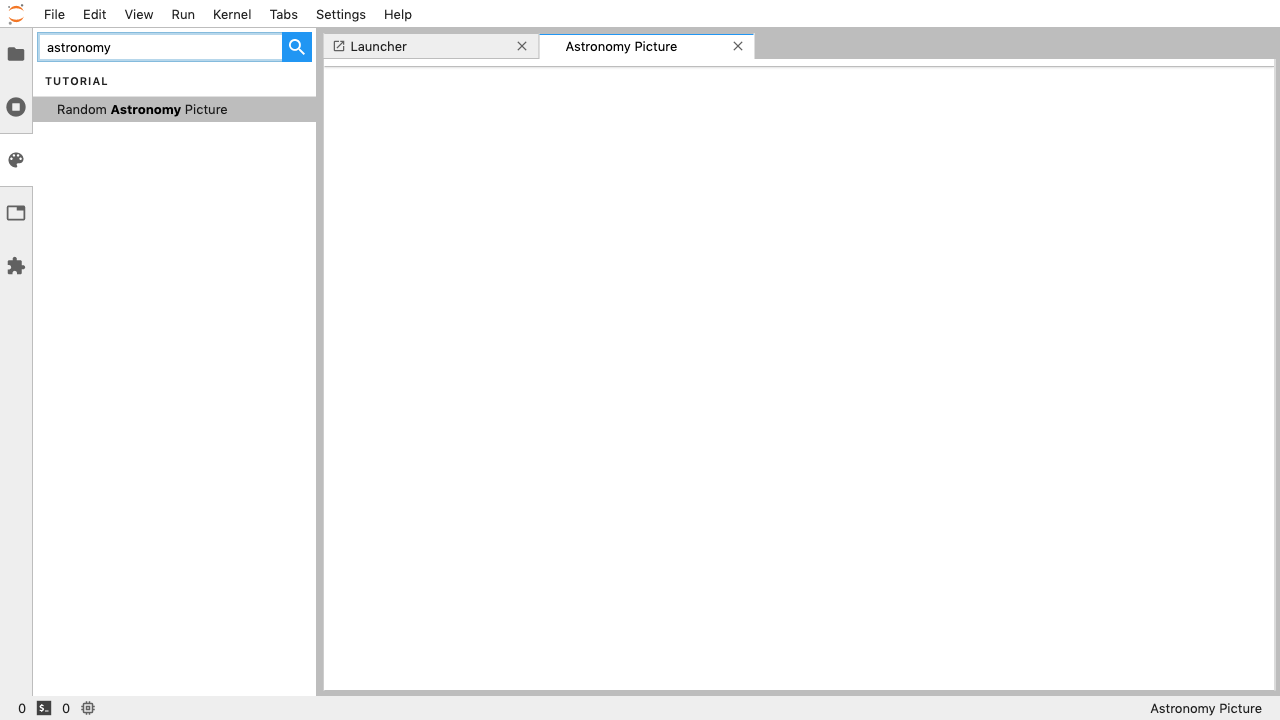 File Edit View Run Kernel Tabs Settings Help
astronomy
Launcher
Astronomy Picture
TUTORIAL
Random Astronomy Picture
0 $_ 0
Astronomy Picture